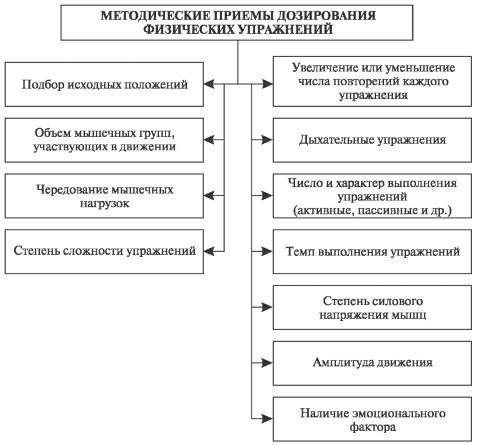 МЕТОДИЧЕСКИЕ ПРИЕМЫ ДОЗИРОВАНИЯ
ФИЗИЧЕСКИХ УПРАЖНЕНИЙ
Подбор исходных положений
Объем мышечных групп,
участвующих в движении
Чередование мышечных
нагрузок
Степень сложности упражнений
Увеличение или уменьшение
числа повторений каждого
упражнения
Дыхательные упражнения
Число и характер выполнения
упражнений
(активные, пассивные и др.)
Темп выполнения упражнений
Степень силового
напряжения мышц
Амплитуда движения
Наличие эмоционального
фактора